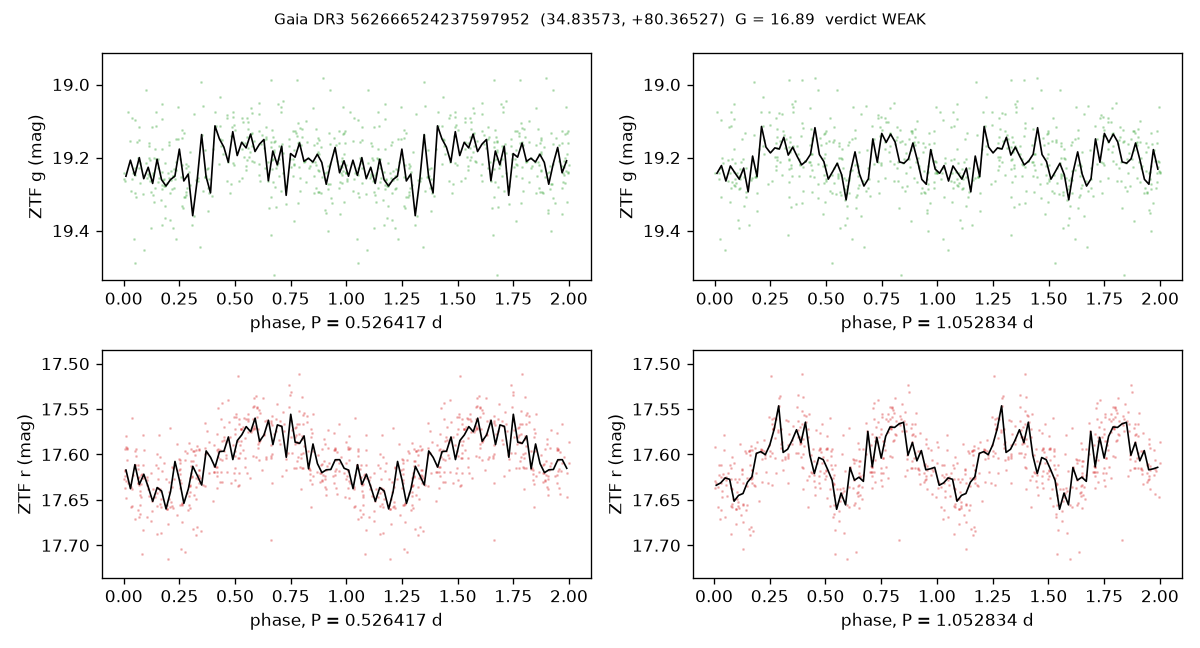 Gaia DR3 562666524237597952 (34.83573, +80.36527) G = 16.89 verdict WEAK
ZTF g (mag)
19.0
19.2
19.4
0.00 0.25 0.50 0.75 1.00 1.25 1.50 1.75 2.00
phase, P = 0.526417 d
ZTF g (mag)
19.0
19.2
19.4
0.00 0.25 0.50 0.75 1.00 1.25 1.50 1.75 2.00
phase, P = 1.052834 d
ZTF r (mag)
17.50
17.55
17.60
17.65
17.70
0.00 0.25 0.50 0.75 1.00 1.25 1.50 1.75 2.00
phase, P = 0.526417 d
ZTF r (mag)
17.50
17.55
17.60
17.65
17.70
0.00 0.25 0.50 0.75 1.00 1.25 1.50 1.75 2.00
phase, P = 1.052834 d